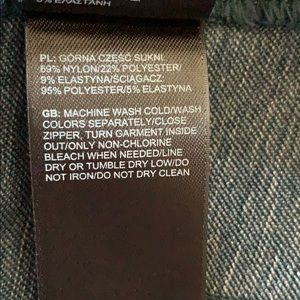 5% ЕЛАСТАНН
PL: GÓRNA CZĘŚĆ SUKNI:
69% NYLON/22% POLYESTER/
9% ELASTYNA/ŚCIĄGACZ:
95% POLYESTER/5% ELASTYNA
GB: MACHINE WASH COLD/WASH
COLORS SEPARATELY/CLOSE
ZIPPER, TURN GARMENT INSIDE
OUT/ONLY NON-CHLORINE
BLEACH WHEN NEEDED/LINE
DRY OR TUMBLE DRY LOW/DO
NOT IRON/DO NOT DRY CLEAN